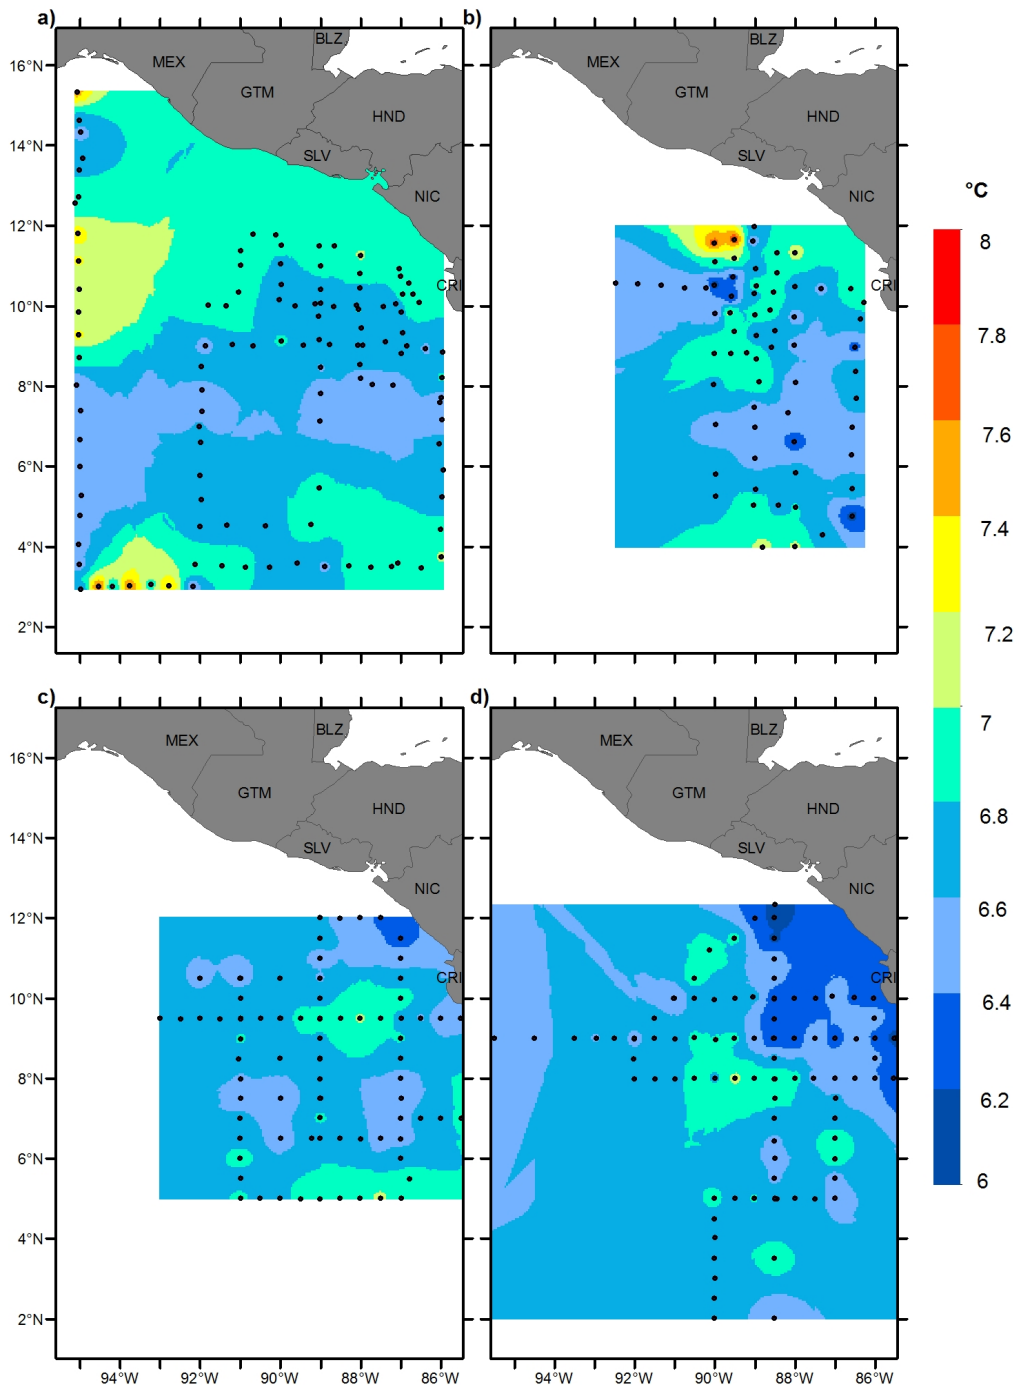 a)
b)
BLZ
BLZ
16°N
MEX
MEX
GTM
GTM
HND
HND
14°N
SLV
SLV
NIC
NIC
°C
12°N
8
CRI
CRI
10°N
7.8
8°N
7.6
6°N
7.4
4°N
7.2
2°N
c)
d)
7
BLZ
BLZ
MEX
MEX
16°N
GTM
GTM
HND
HND
6.8
14°N
SLV
SLV
NIC
NIC
6.6
12°N
CRI
CRI
6.4
10°N
8°N
6.2
6°N
6
4°N
2°N
94°W 92°W 90°W 88°W 86°W
94°W 92°W 90°W 88°W 86°W